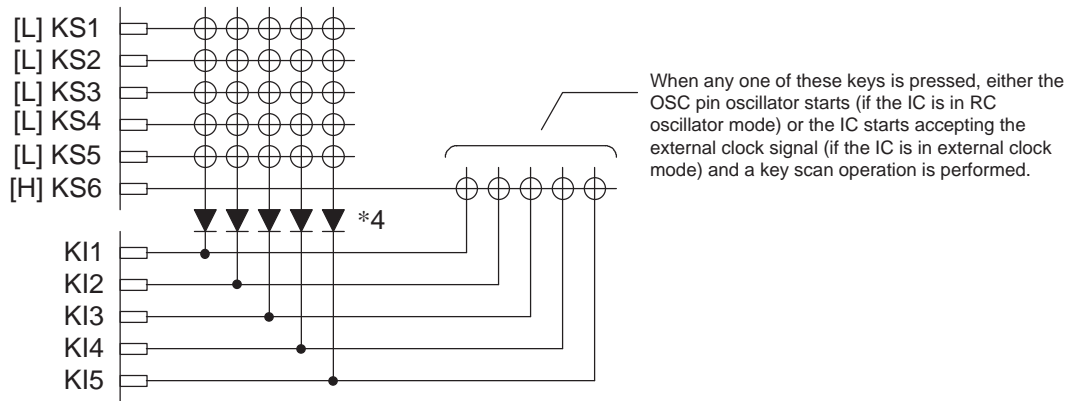 [L] KS1
[L] KS2
[L] KS3
[L] KS4
[L] KS5
[H] KS6
When any one of these keys is pressed, either the
OSC pin oscillator starts (if the IC is in RC
oscillator mode) or the IC starts accepting the
external clock signal (if the IC is in external clock
mode) and a key scan operation is performed.
*4
KI1
KI2
KI3
KI4
KI5